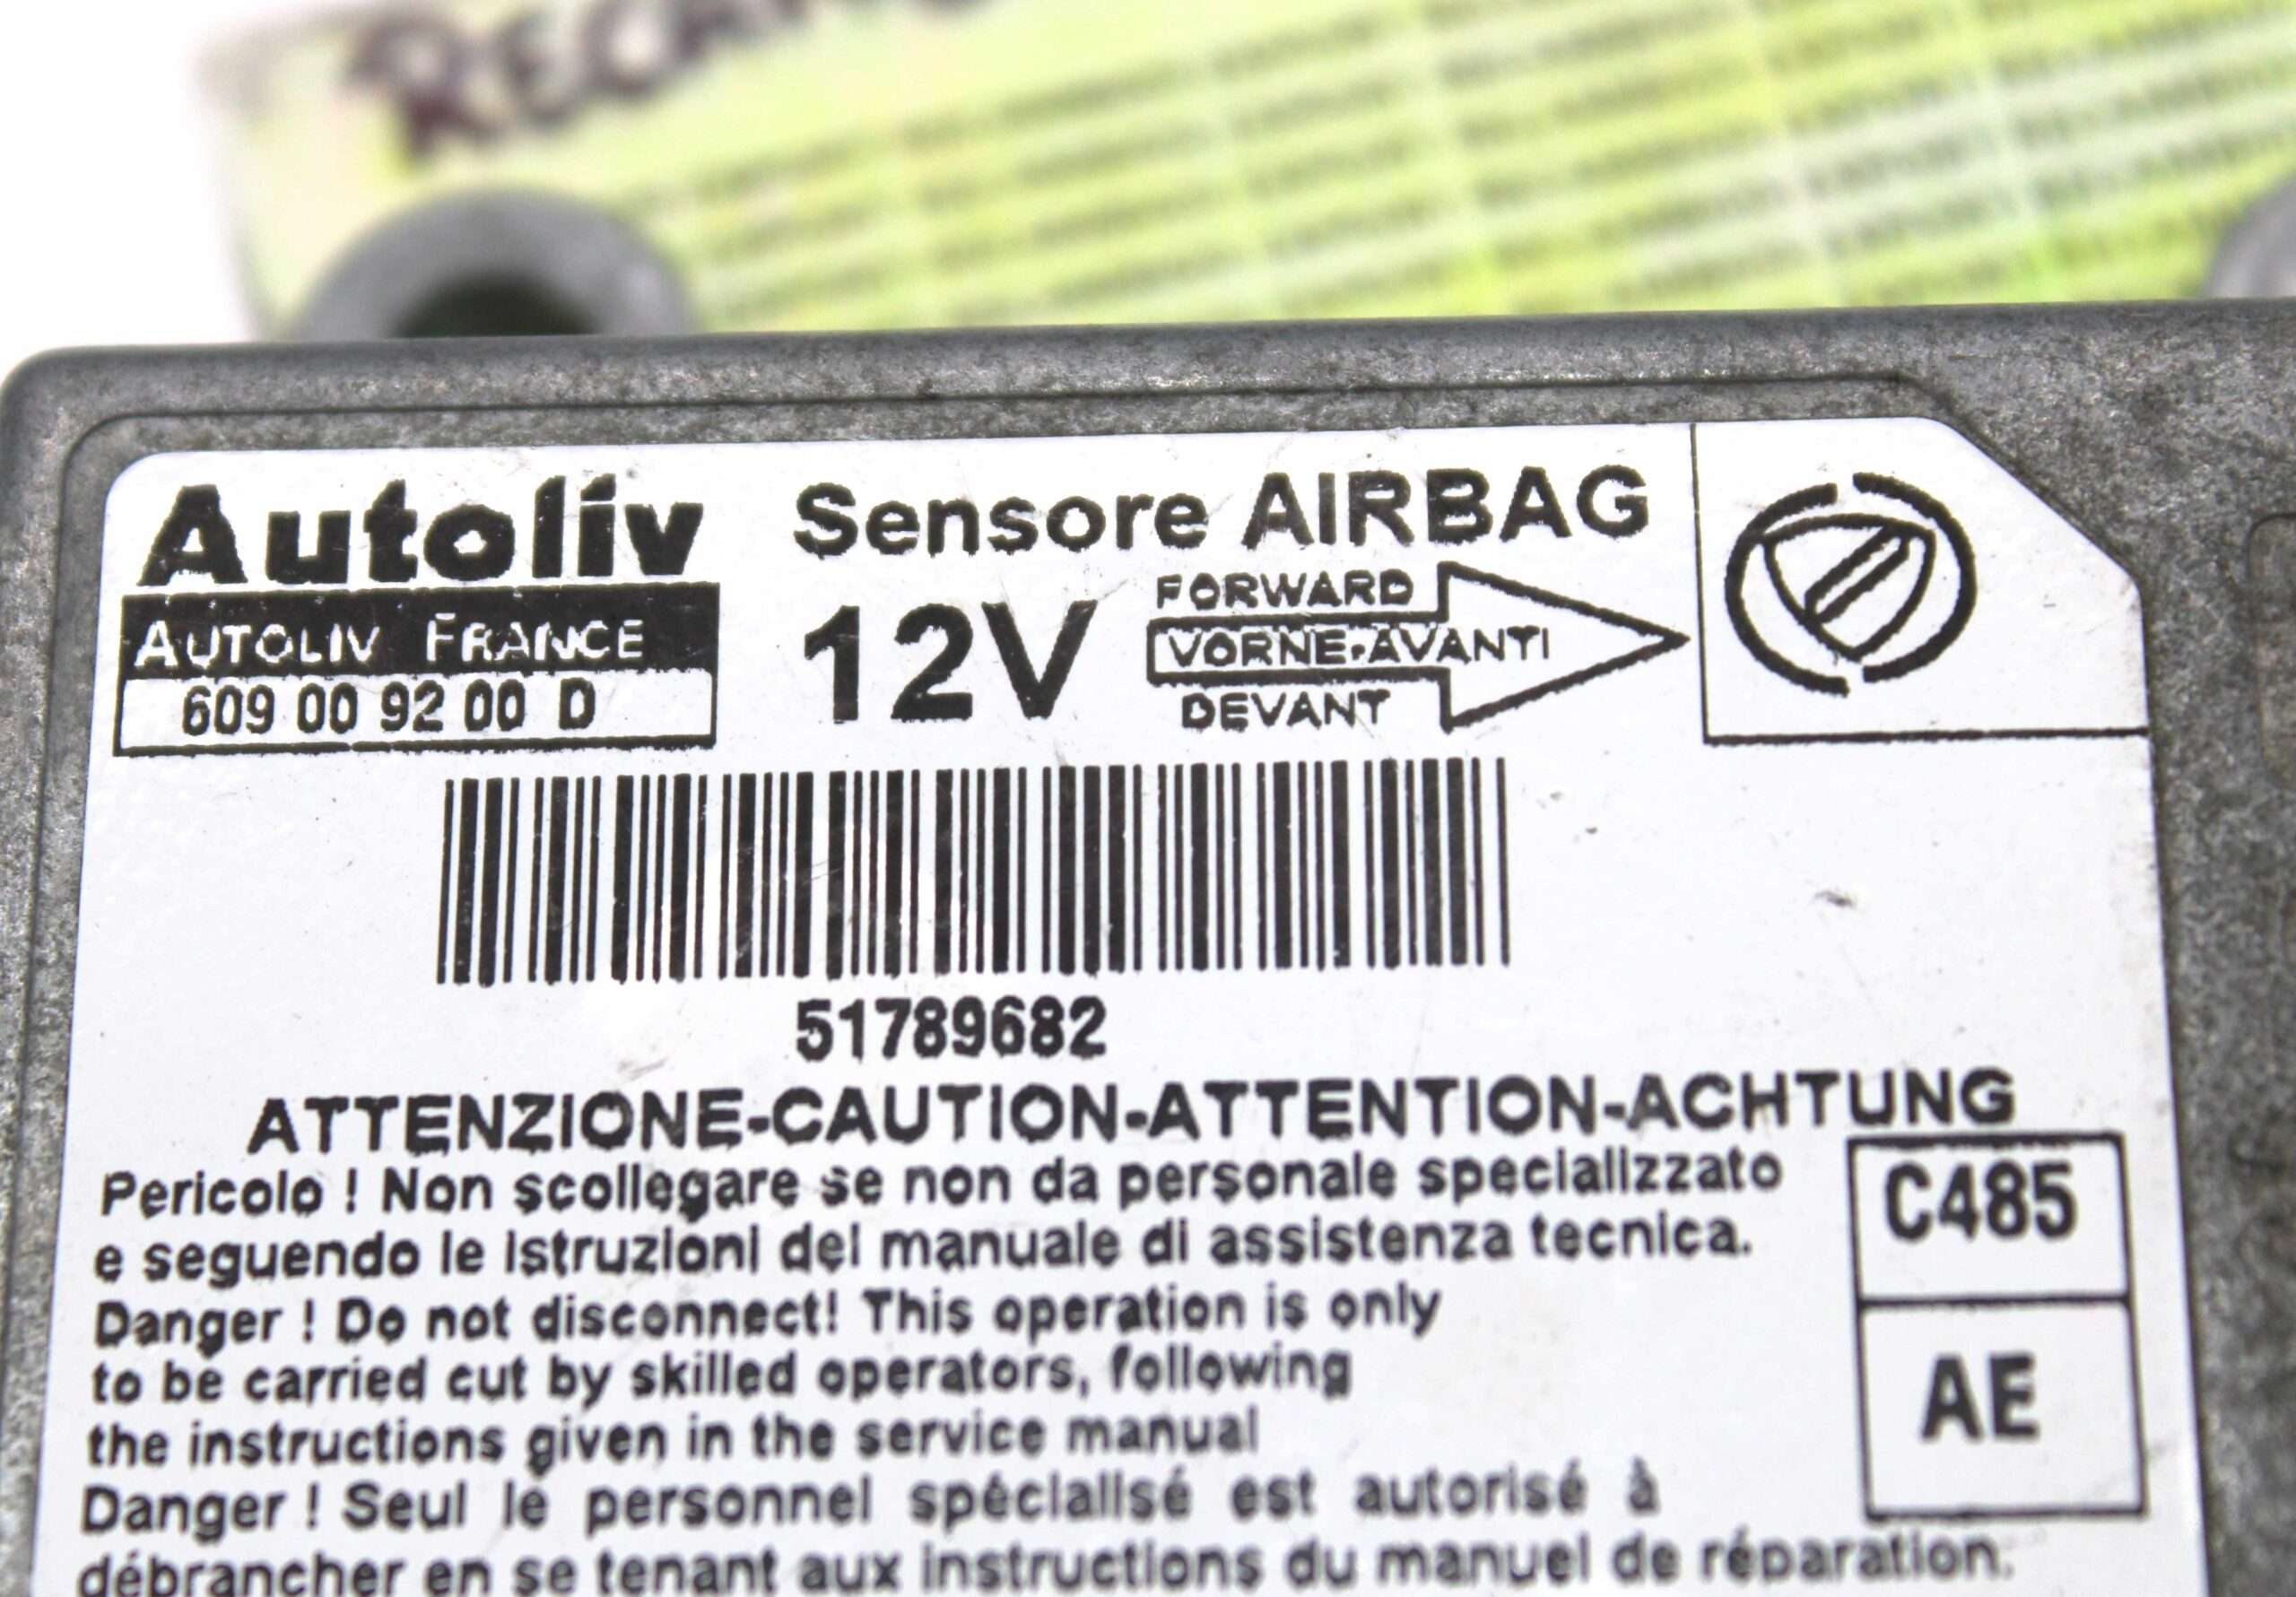 Autoliv Sensore AIRBAG
AUTOLIV FRANCE
609 00 92 00 D
12V
FORWARD
VORNE-AVANTI
DEVANT
51789682
ATTENZIONE-CAUTION-ATTENTION-ACHTUNG
Pericolo ! Non scollegare se non da personale specializzato
e seguendo le istruzioni del manuale di assistenza tecnica.
C485
Danger ! Do not disconnect! This operation is only
to be carried cut by skilled operators, following
the instructions given in the service manual
AE
Danger ! Seul le personnel spécialisé est autorisé à
débrancher en se tenant aux instructions du manuel de réparation.